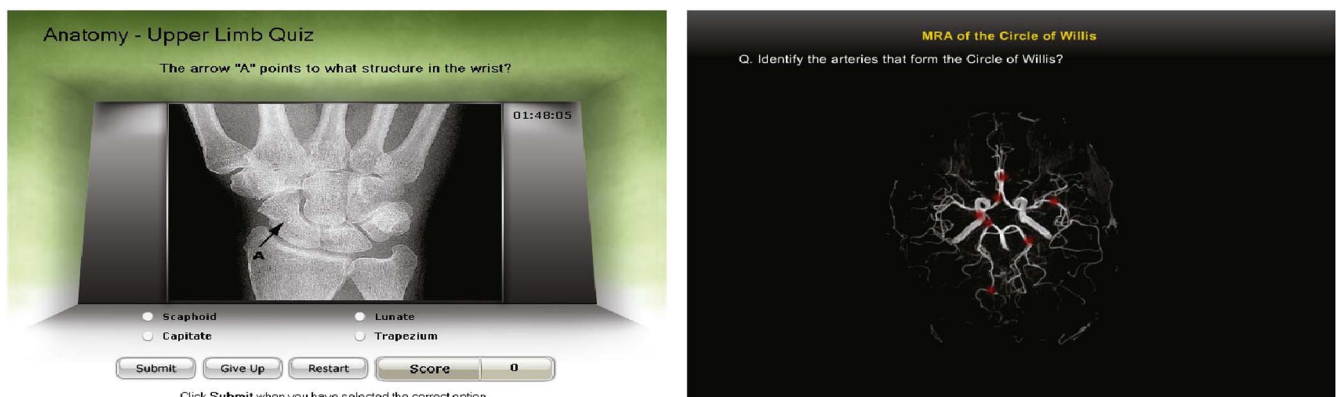 Anatomy - Upper Limb Quiz
The arrow "A" points to what structure in the wrist?
01:48:05
A
Scaphoid
Lunate
Capitate
Trapezium
Submit
Give Up
Restart
Score
0
Click Submit when you have selected the correct option
MRA of the Circle of Willis
Q. Identify the arteries that form the Circle of Willis?